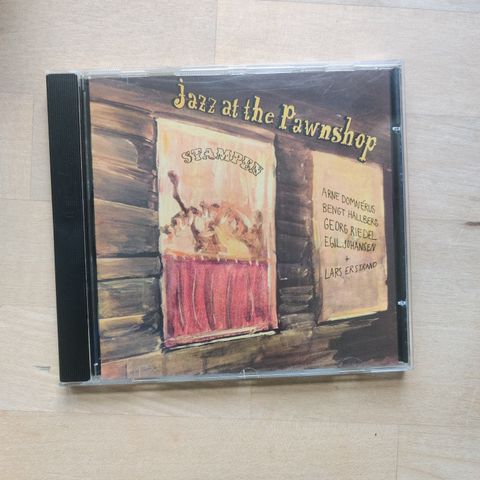 Jazz at the Pawnshop
STAMPEN
ARNE DOMNÉRUS
BENGT HALLBERG
GEORG RIEDEL
EGIL JOHANSEN
+
LARS ERSTRAND